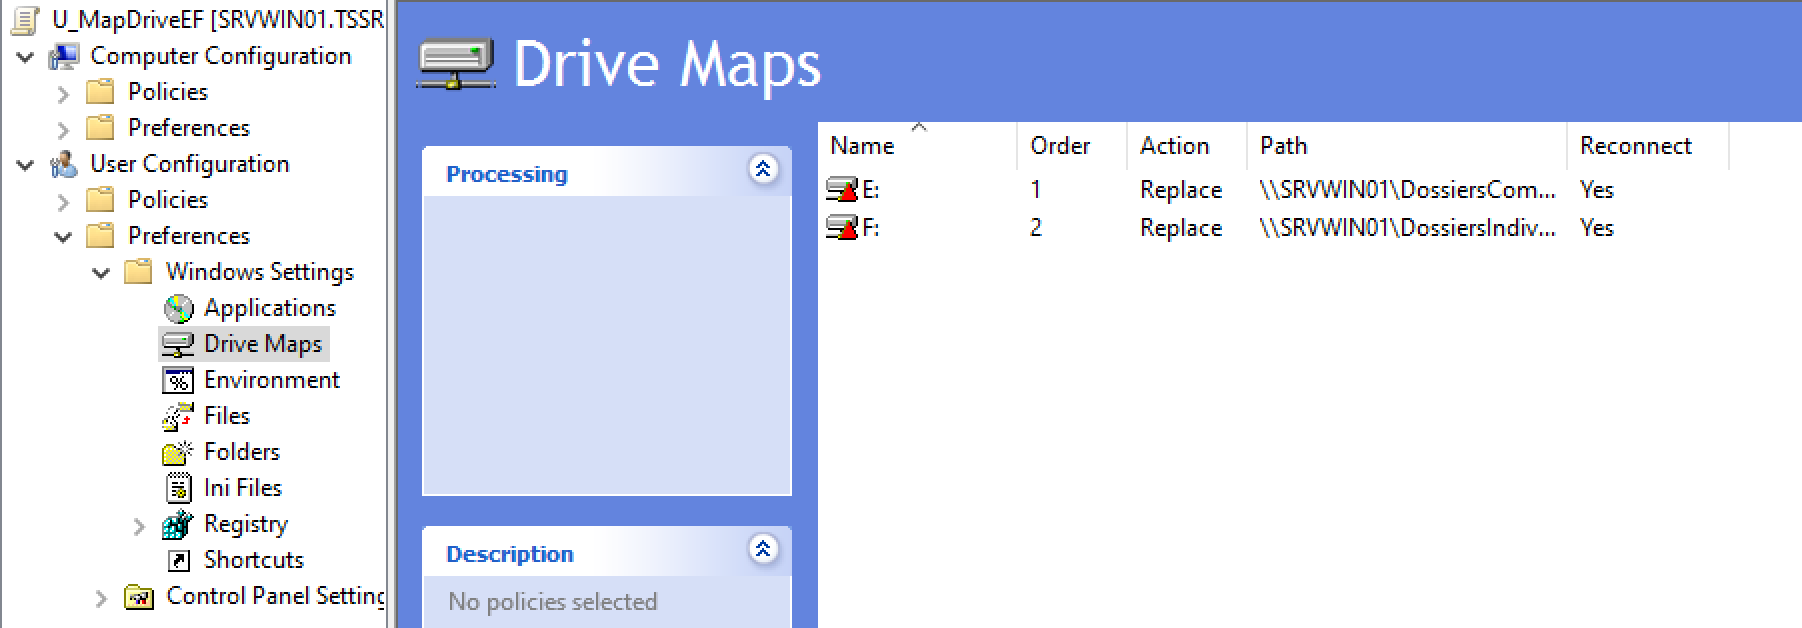 U_MapDriveEF [SRVWIN01.TSSR
Computer Configuration
Policies
Preferences
User Configuration
Policies
Preferences
Windows Settings
Applications
Drive Maps
Environment
Files
Folders
Ini Files
Registry
Shortcuts
Control Panel Setting
Drive Maps
Processing
Description
No policies selected
Name Order Action Path Reconnect
E: 1 Replace \\SRVWIN01\DossiersCom... Yes
F: 2 Replace \\SRVWIN01\DossiersIndiv... Yes